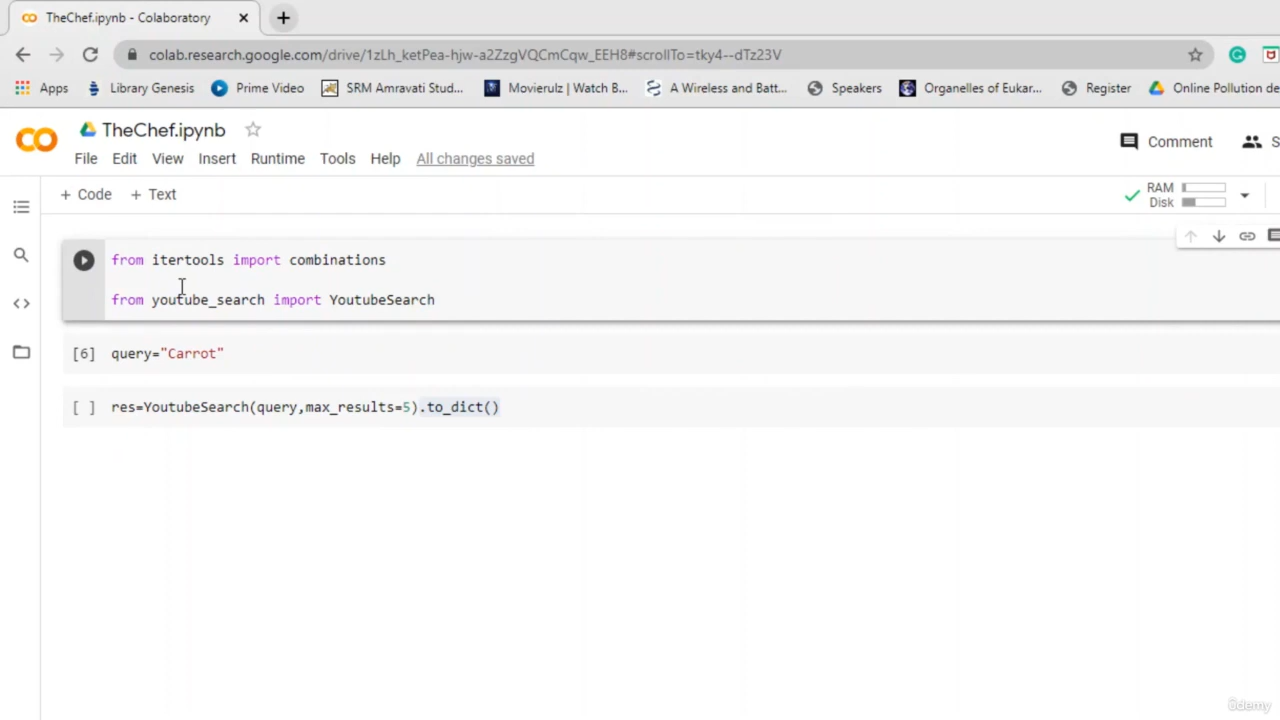 TheChef.ipynb - Colaboratory
colab.research.google.com/drive/1zLh_ketPea-hjw-a2ZzgVQCmCqw_EEH8#scrollTo=tky4--dTz23V
Apps Library Genesis Prime Video SRM Amravati Stud... Movierulz | Watch B... A Wireless and Batt... Speakers Organelles of Eukar... Register Online Pollution de
CO TheChef.ipynb
File Edit View Insert Runtime Tools Help All changes saved
Comment S
+ Code + Text
RAM
Disk
from itertools import combinations
from youtube_search import YoutubeSearch
[6] query="Carrot"
[ ] res=YoutubeSearch(query,max_results=5).to_dict()
ûdemy